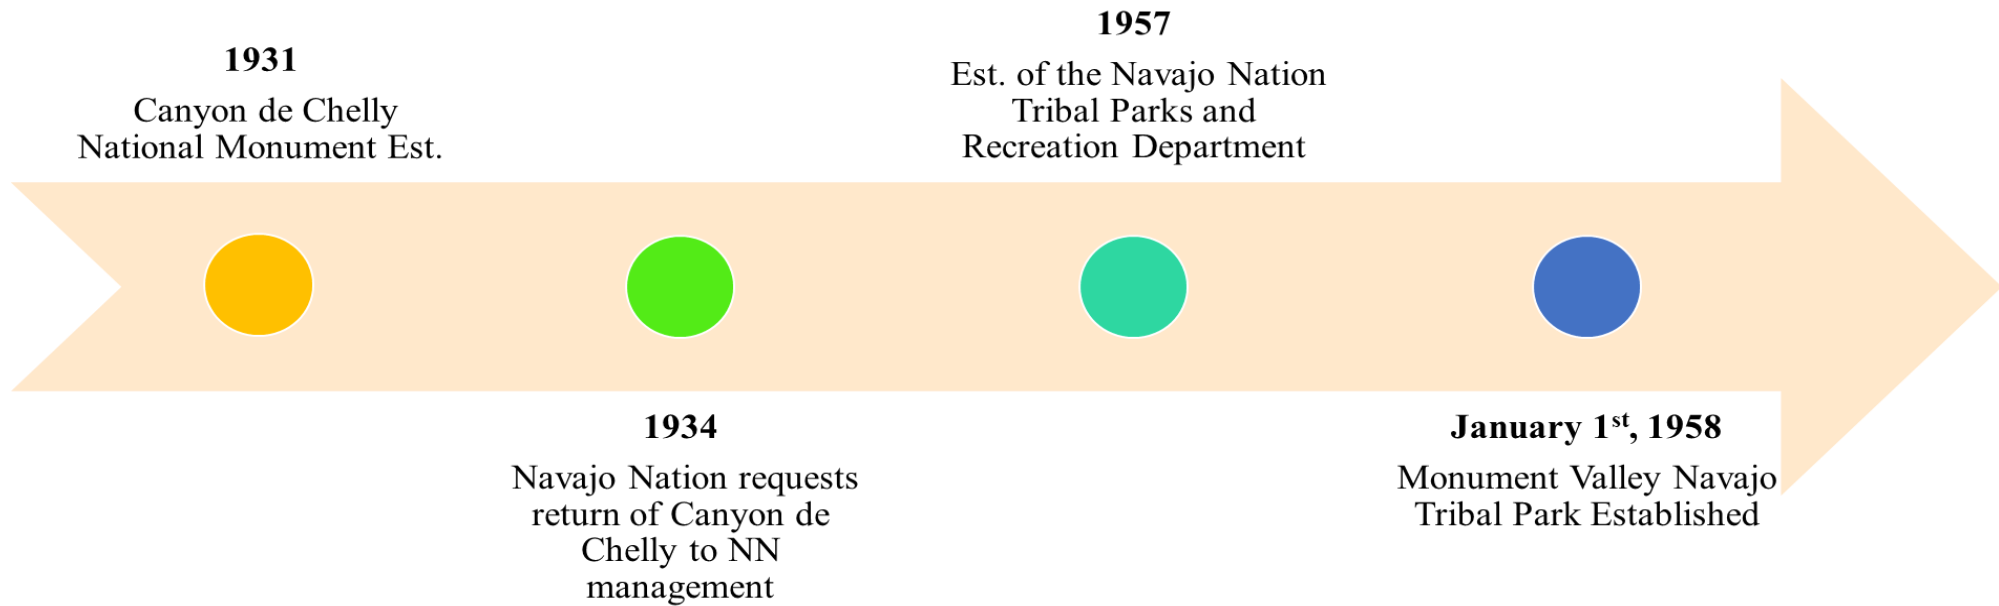 1931
Canyon de Chelly
National Monument Est.
1934
Navajo Nation requests
return of Canyon de
Chelly to NN
management
1957
Est. of the Navajo Nation
Tribal Parks and
Recreation Department
January 1st, 1958
Monument Valley Navajo
Tribal Park Established